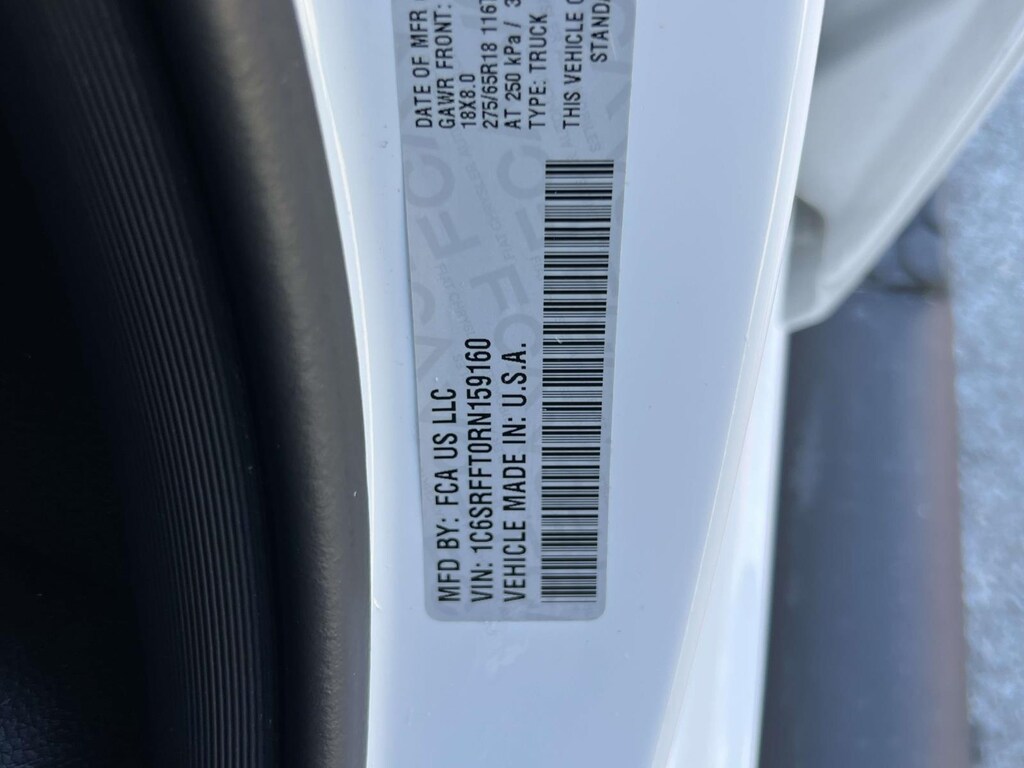 MFD BY: FCA US LLC
VIN: 1C6SRFFT0RN159160
VEHICLE MADE IN: U.S.A.
DATE OF MFR
GAWR FRONT:
18X8.0
275/65R18 116T
AT 250 kPa / 3
TYPE: TRUCK
THIS VEHICLE